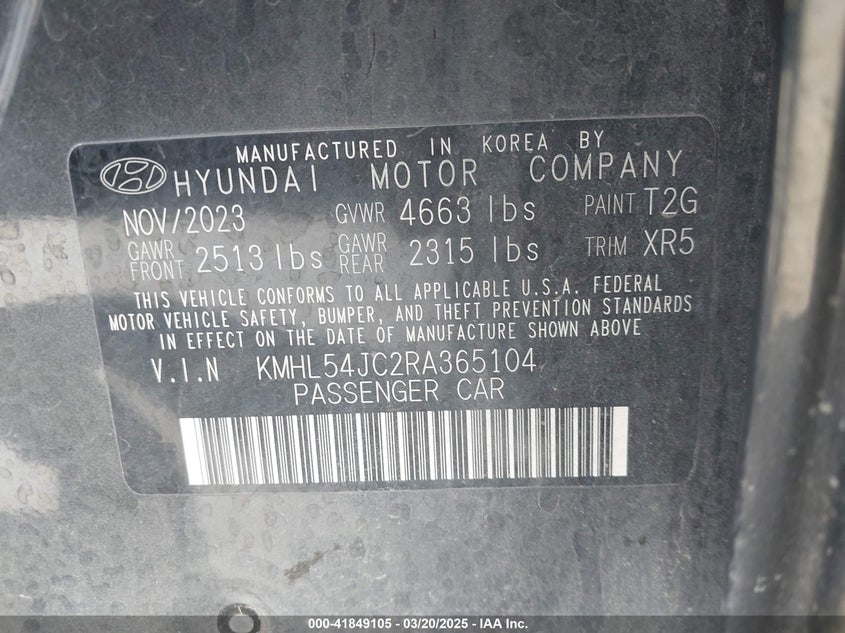 MANUFACTURED IN KOREA BY
HYUNDAI MOTOR COMPANY
NOV/2023 GVWR 4663 lbs PAINT T2G
GAWR FRONT 2513 lbs GAWR REAR 2315 lbs TRIM XR5
THIS VEHICLE CONFORMS TO ALL APPLICABLE U.S.A. FEDERAL
MOTOR VEHICLE SAFETY, BUMPER, AND THEFT PREVENTION STANDARDS
IN EFFECT ON THE DATE OF MANUFACTURE SHOWN ABOVE
V.I.N KMHL54JC2RA365104
PASSENGER CAR
000-41849105 — 03/20/2025 — IAA Inc.